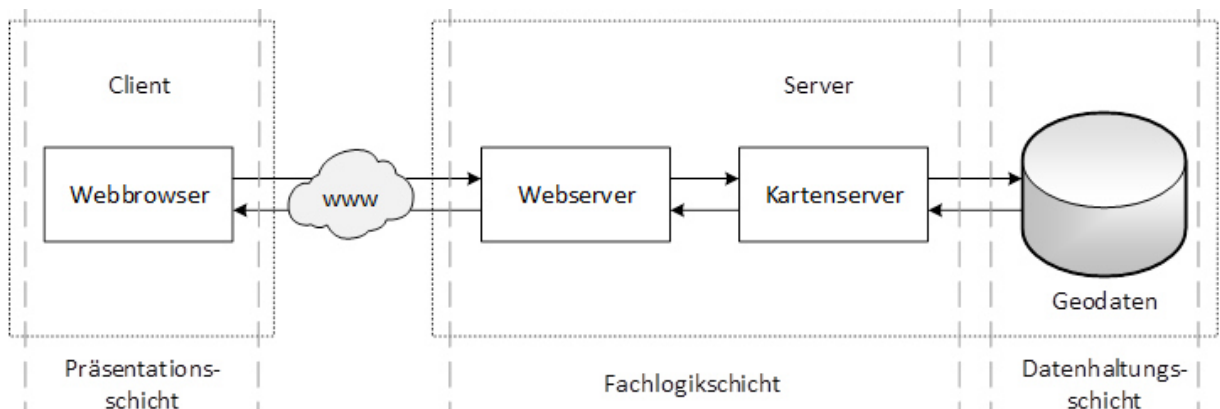 Client
Server
Webbrowser
www
Webserver
Kartenserver
Geodaten
Präsentations-
schicht
Fachlogikschicht
Datenhaltungs-
schicht